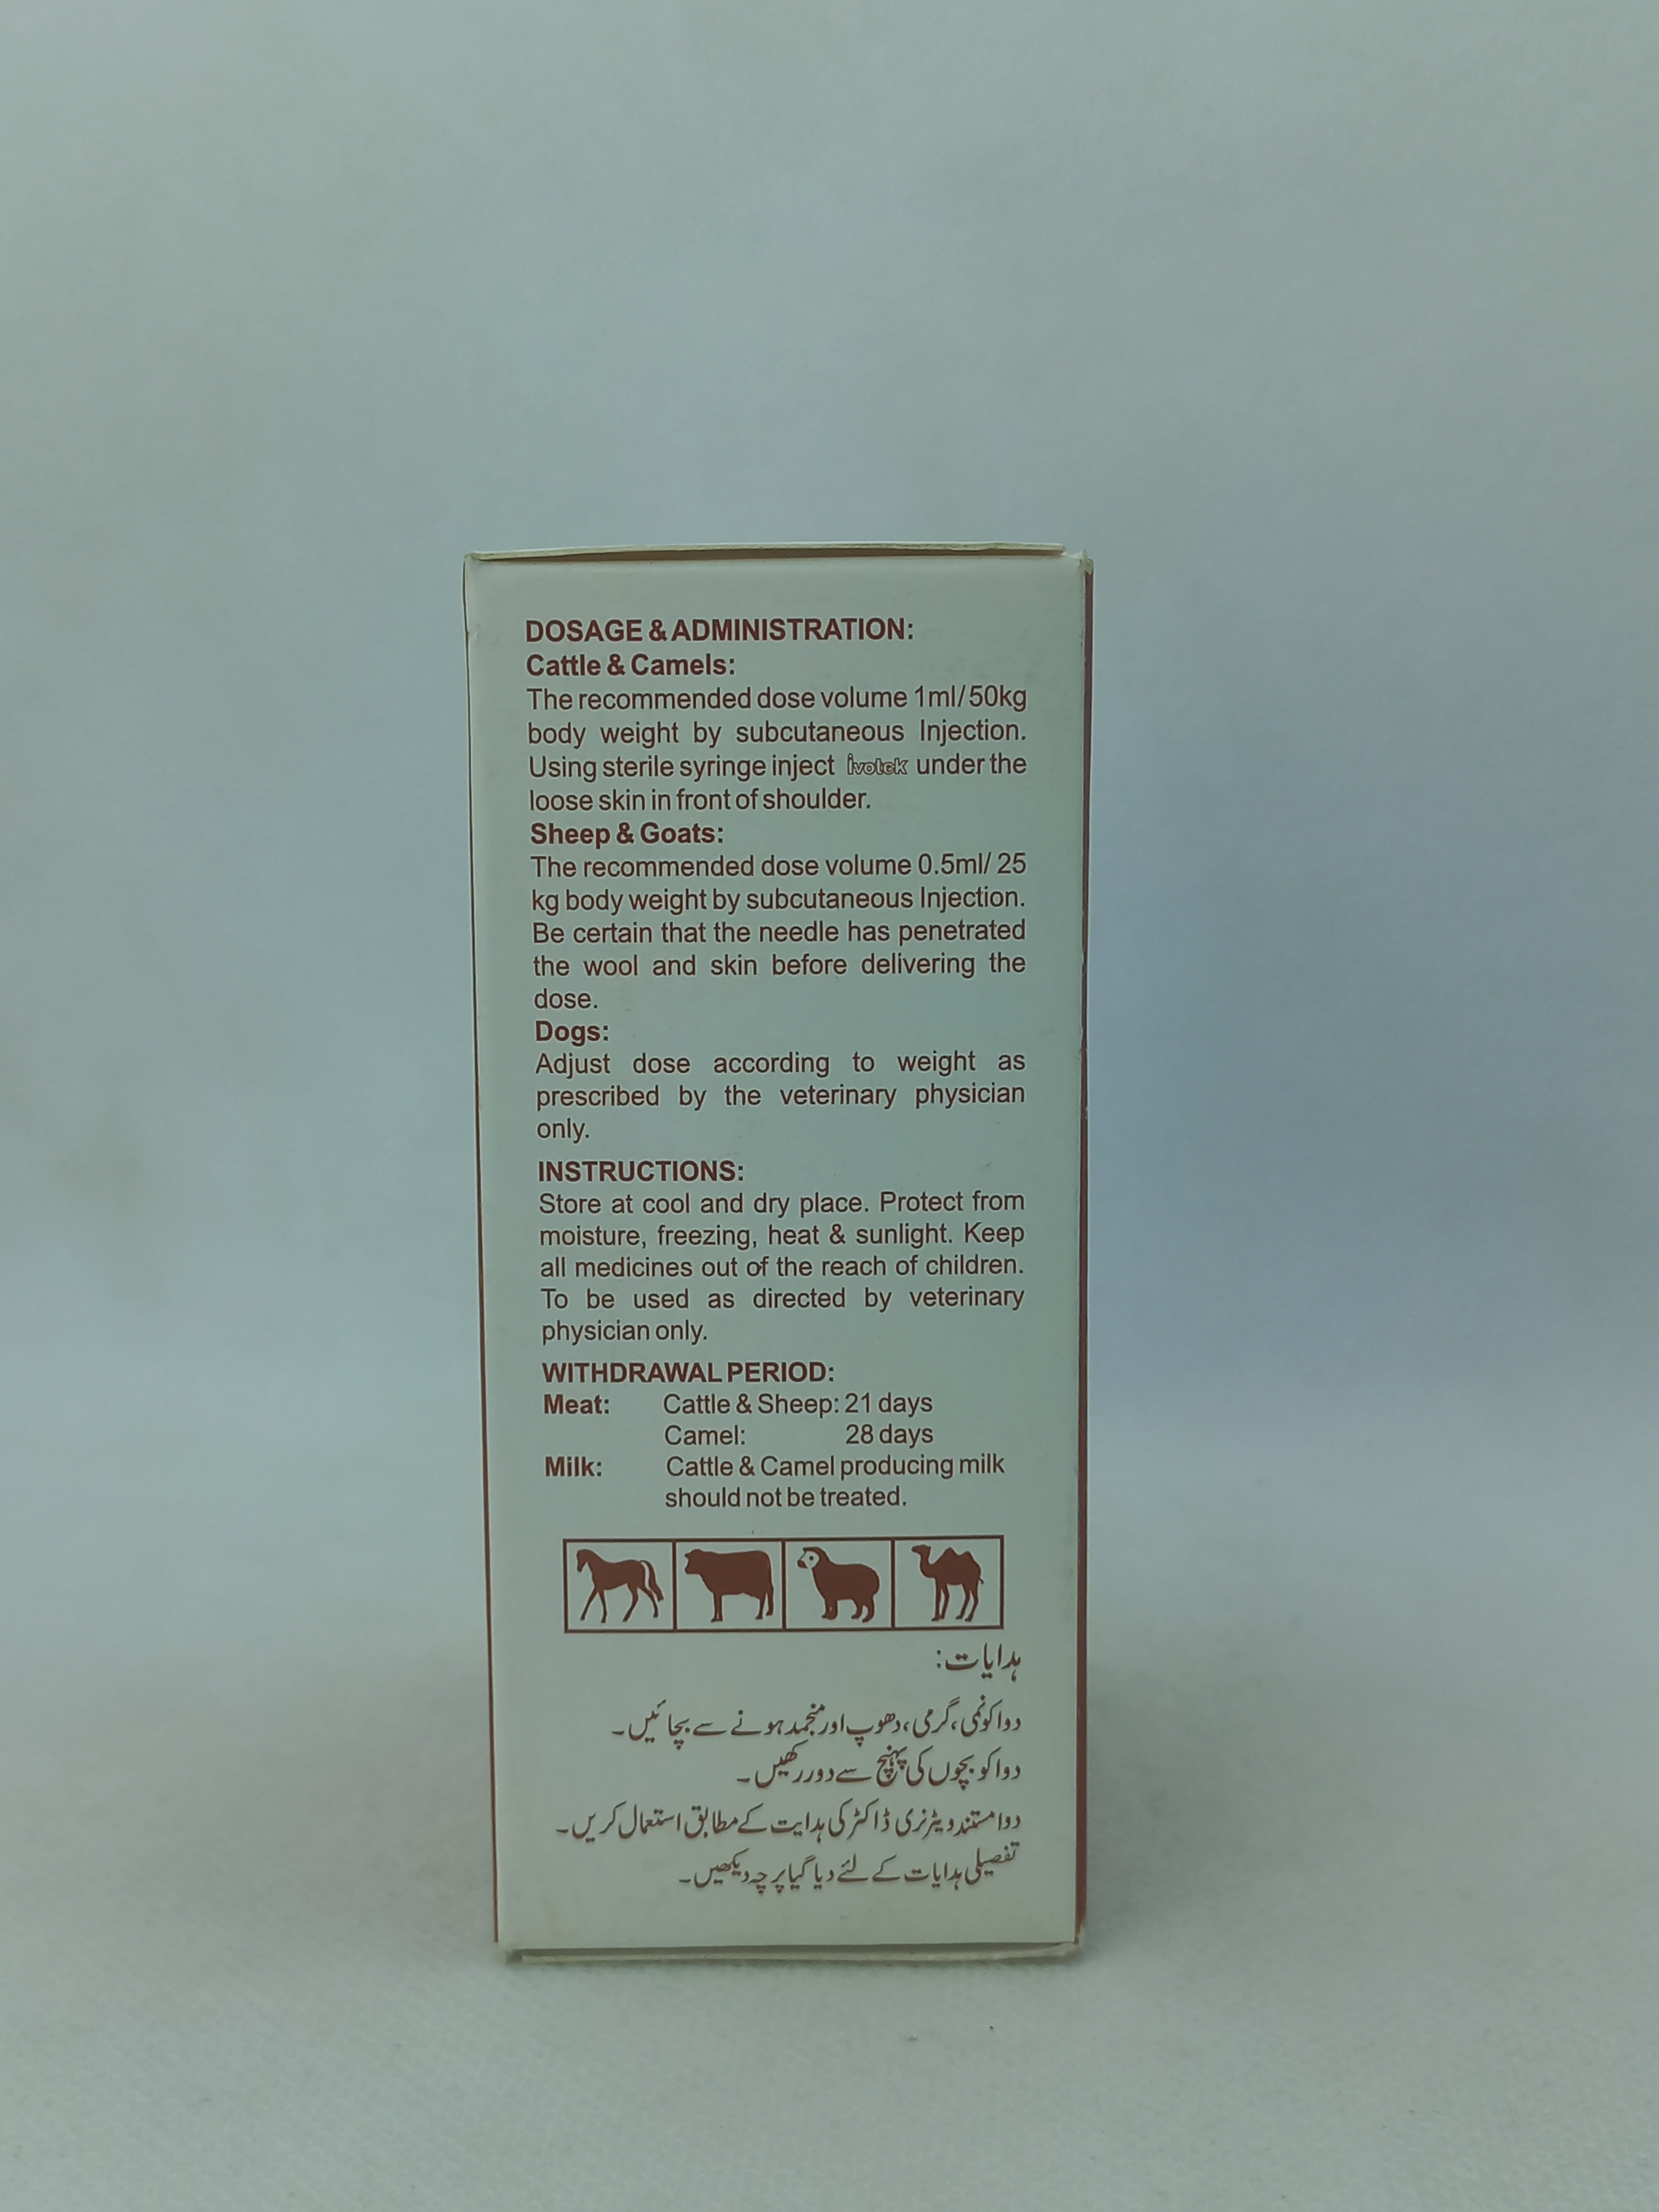 DOSAGE & ADMINISTRATION:
Cattle & Camels:
The recommended dose volume 1ml/50kg
body weight by subcutaneous Injection.
Using sterile syringe inject ivotek under the
loose skin in front of shoulder.
Sheep & Goats:
The recommended dose volume 0.5ml/ 25
kg body weight by subcutaneous Injection.
Be certain that the needle has penetrated
the wool and skin before delivering the
dose.
Dogs:
Adjust dose according to weight as
prescribed by the veterinary physician
only.
INSTRUCTIONS:
Store at cool and dry place. Protect from
moisture, freezing, heat & sunlight. Keep
all medicines out of the reach of children.
To be used as directed by veterinary
physician only.
WITHDRAWAL PERIOD:
Meat: Cattle & Sheep: 21 days
Camel: 28 days
Milk: Cattle & Camel producing milk
should not be treated.
ہدایات:
دوا کو نمی، گرمی، دھوپ اور منجمد ہونے سے بچائیں۔
دوا کو بچوں کی پہنچ سے دور رکھیں۔
دوا مستند ویٹرنری ڈاکٹر کی ہدایت کے مطابق استعمال کریں۔
تفصیلی ہدایات کے لئے دیا گیا پرچہ دیکھیں۔